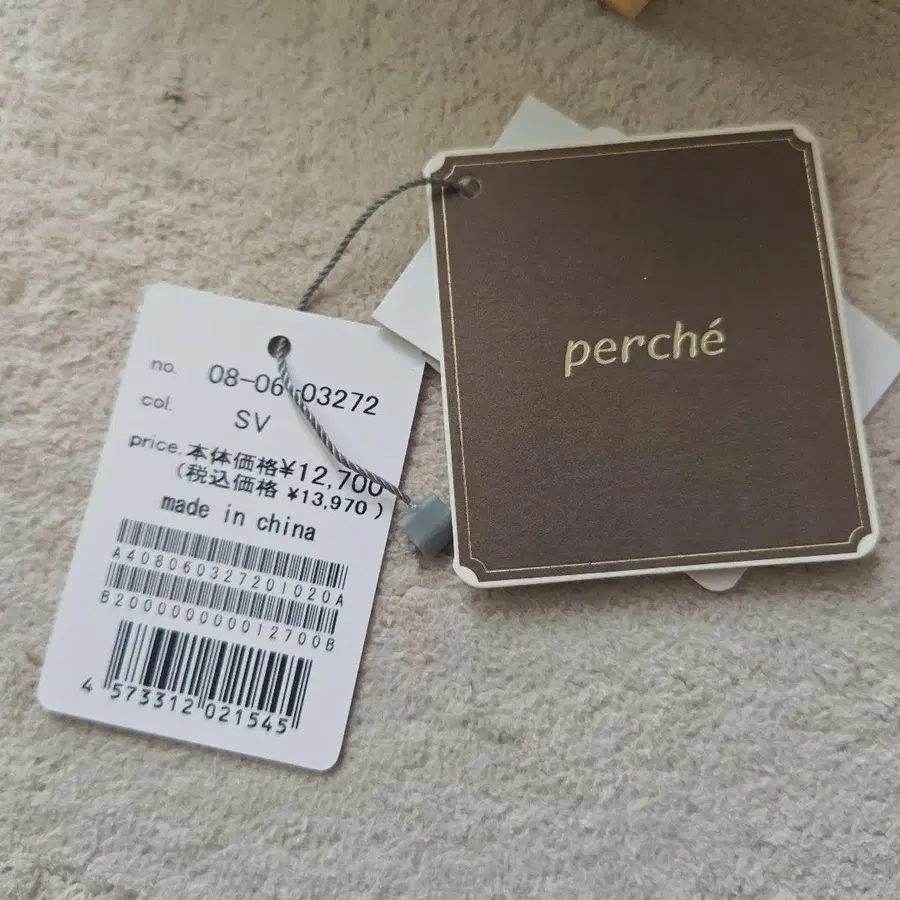 no. 08-06-03272
col. SV
price. 本体価格¥12,700
(税込価格 ¥13,970 )
made in china
A408060327201020A
B20000000012700B
4 573312 021545
perché